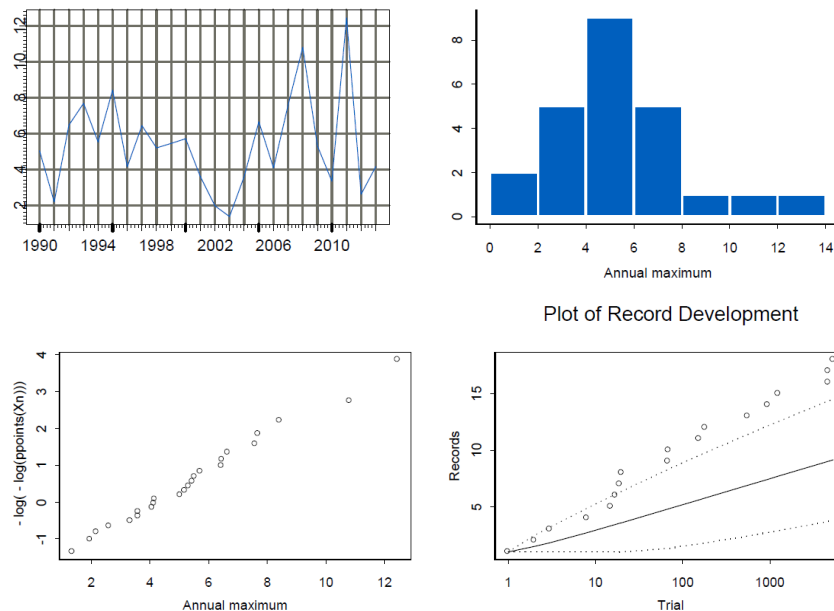 2 4 6 8 10 12
1990 1994 1998 2002 2006 2010
0 2 4 6 8
0 2 4 6 8 10 12 14
Annual maximum
Plot of Record Development
- log( - log(ppoints(Xn)))
-1 0 1 2 3 4
2 4 6 8 10 12
Annual maximum
Records
5 10 15
1 10 100 1000
Trial